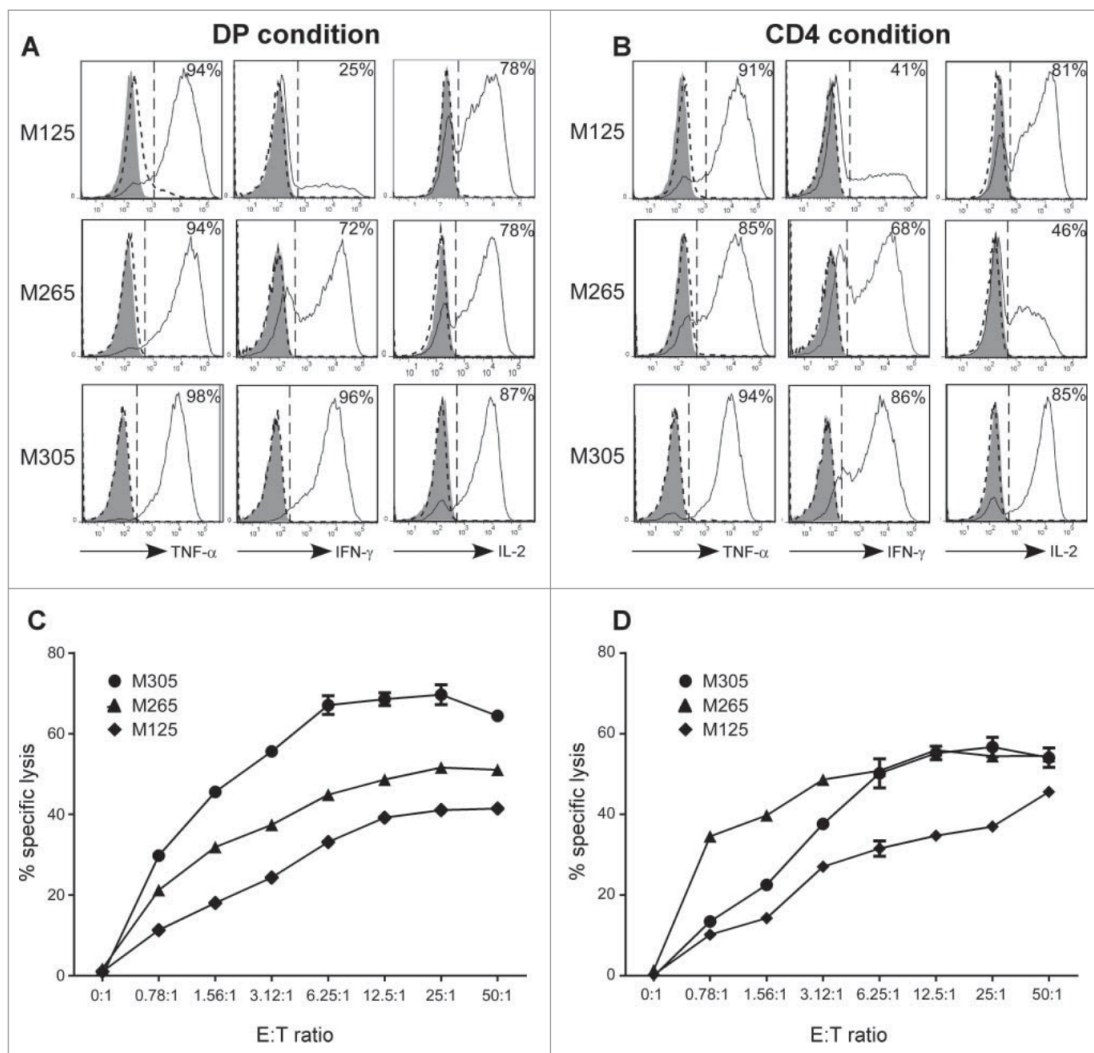 A
DP condition
B
CD4 condition
94%
25%
78%
91%
41%
81%
M125
M125
94%
72%
78%
85%
68%
46%
M265
M265
98%
96%
87%
94%
86%
85%
M305
M305
TNF-α
IFN-γ
IL-2
TNF-α
IFN-γ
IL-2
C
80
60
40
20
0
% specific lysis
M305
M265
M125
0:1
0.78:1
1.56:1
3.12:1
6.25:1
12.5:1
25:1
50:1
E:T ratio
D
80
60
40
20
0
% specific lysis
M305
M265
M125
0:1
0.78:1
1.56:1
3.12:1
6.25:1
12.5:1
25:1
50:1
E:T ratio